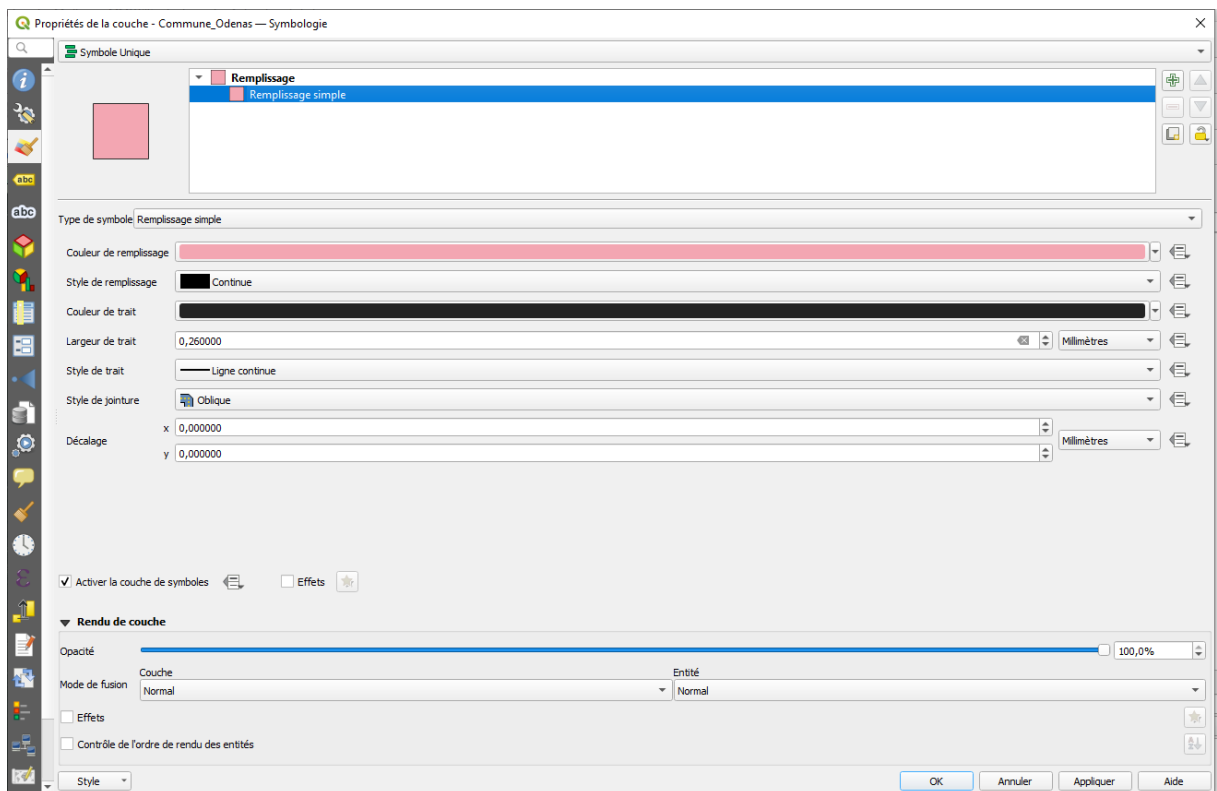 Propriétés de la couche - Commune_Odenas — Symbologie
Symbole Unique
Remplissage
Remplissage simple
abc
abc
Type de symbole Remplissage simple
Couleur de remplissage
Style de remplissage Continue
Couleur de trait
Largeur de trait 0,260000 Millimètres
Style de trait Ligne continue
Style de jointure Oblique
x 0,000000
Décalage Millimètres
y 0,000000
Activer la couche de symboles Effets
Rendu de couche
Opacité 100,0%
Couche Entité
Mode de fusion Normal Normal
Effets
Contrôle de l'ordre de rendu des entités
Style OK Annuler Appliquer Aide